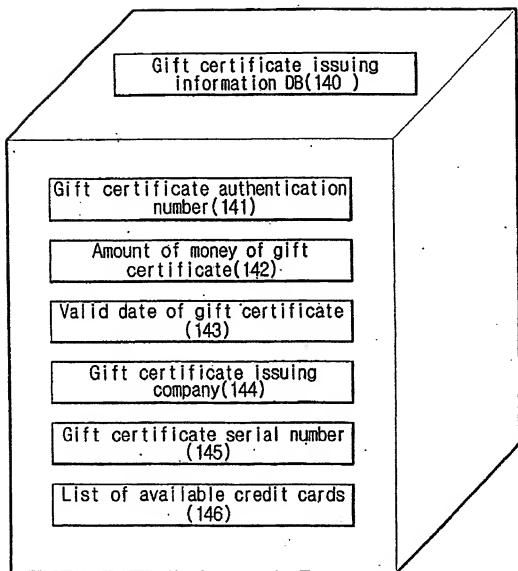 Gift certificate issuing
information DB(140 )
Gift certificate authentication
number(141)
Amount of money of gift
certificate(142)
Valid date of gift certificate
(143)
Gift certificate issuing
company(144)
Gift certificate serial number
(145)
List of available credit cards
(146)